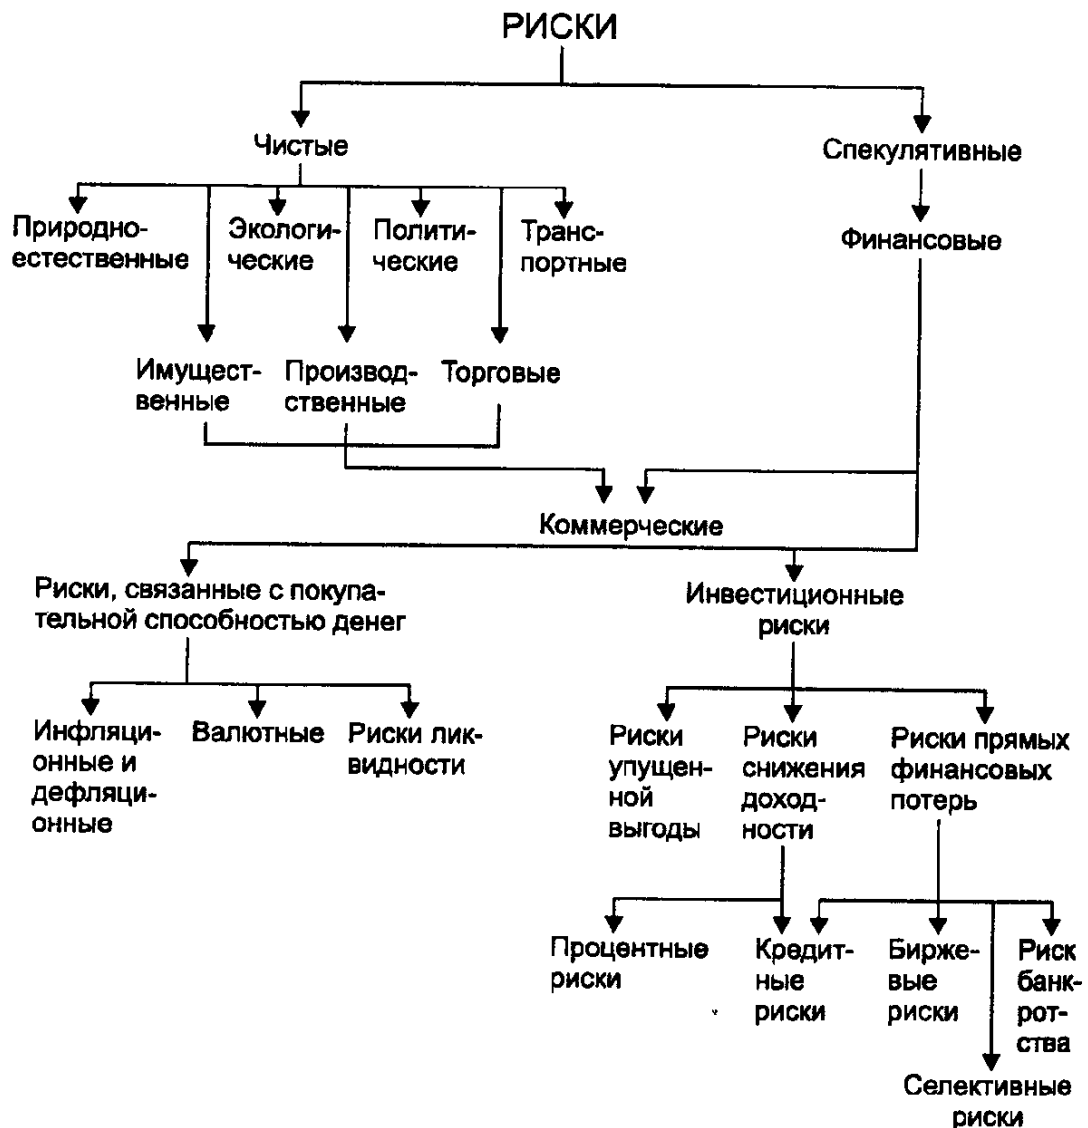 РИСКИ
Чистые
Спекулятивные
Природно-
естественные
Экологи-
ческие
Полити-
ческие
Транс-
портные
Финансовые
Имущест-
венные
Производ-
ственные
Торговые
Коммерческие
Риски, связанные с покупа-
тельной способностью денег
Инвестиционные
риски
Инфляци-
онные и
дефляци-
онные
Валютные
Риски лик-
видности
Риски
упущен-
ной
выгоды
Риски
снижения
доход-
ности
Риски прямых
финансовых
потерь
Процентные
риски
Кредит-
ные
риски
Бирже-
вые
риски
Риск
банк-
рот-
ства
Селективные
риски